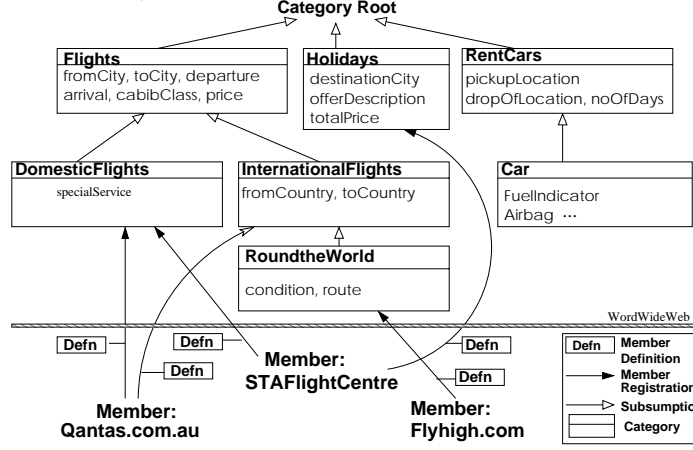 Category Root
Flights
fromCity, toCity, departure
arrival, cabibClass, price
Holidays
destinationCity
offerDescription
totalPrice
RentCars
pickupLocation
dropOfLocation, noOfDays
DomesticFlights
specialService
InternationalFlights
fromCountry, toCountry
Car
FuelIndicator
Airbag ...
RoundtheWorld
condition, route
WordWideWeb
Defn
Defn
Defn
Defn
Defn
Member:
STAFlightCentre
Member:
Qantas.com.au
Member:
Flyhigh.com
Defn
Member
Definition
Member
Registration
Subsumptio
Category